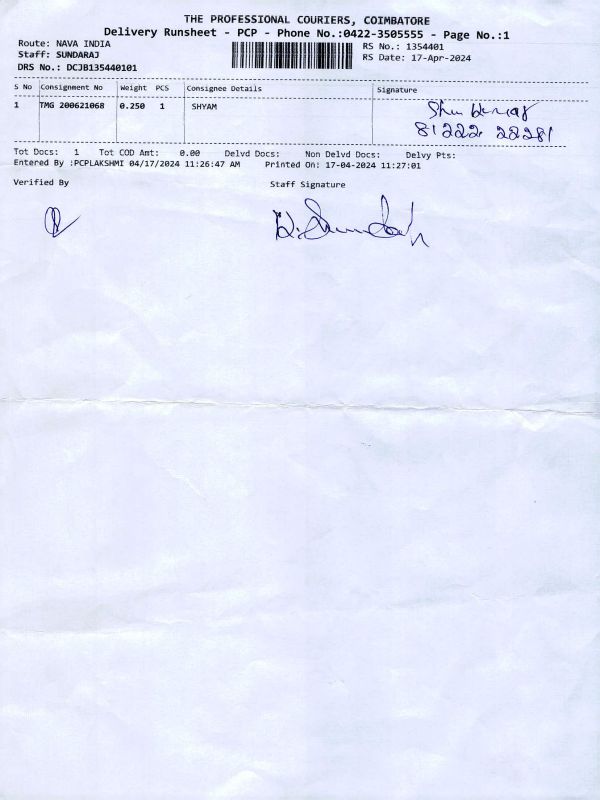 THE PROFESSIONAL COURIERS, COIMBATORE
Delivery Runsheet - PCP - Phone No.:0422-3505555 - Page No.:1
Route: NAVA INDIA
RS No.: 1354401
Staff: SUNDARAJ
RS Date: 17-Apr-2024
DRS No.: DCJB135440101
S No Consignment No Weight PCS Consignee Details Signature
1 TMG 200621068 0.250 1 SHYAM
81222 28281
Tot Docs: 1 Tot COD Amt: 0.00 Delvd Docs: Non Delvd Docs: Delvy Pts:
Entered By :PCPLAKSHMI 04/17/2024 11:26:47 AM Printed On: 17-04-2024 11:27:01
Verified By Staff Signature